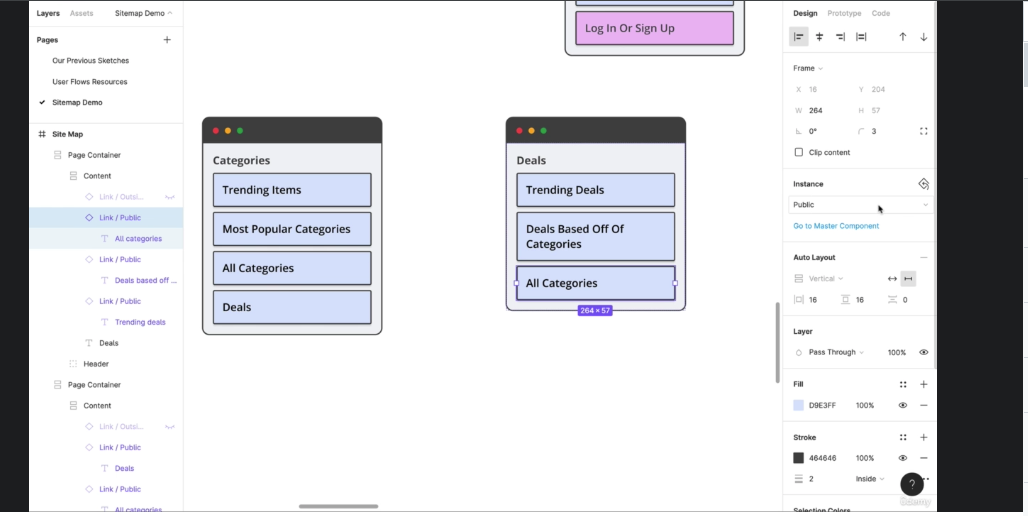 Layers Assets Sitemap Demo
Pages
Our Previous Sketches
User Flows Resources
Sitemap Demo
Site Map
Page Container
Content
Link / Outsi...
Link / Public
All categories
Link / Public
Deals based off ...
Link / Public
Trending deals
Deals
Header
Page Container
Content
Link / Outsi...
Link / Public
Deals
Link / Public
All categories
Log In Or Sign Up
Categories
Trending Items
Most Popular Categories
All Categories
Deals
Deals
Trending Deals
Deals Based Off Of
Categories
All Categories
264 × 57
Design Prototype Code
Frame
X 16 Y 204
W 264 H 57
0° 3
Clip content
Instance
Public
Go to Master Component
Auto Layout
Vertical
16 16 0
Layer
Pass Through 100%
Fill
D9E3FF 100%
Stroke
464646 100%
2 Inside
?
Udemy
Selection Colors